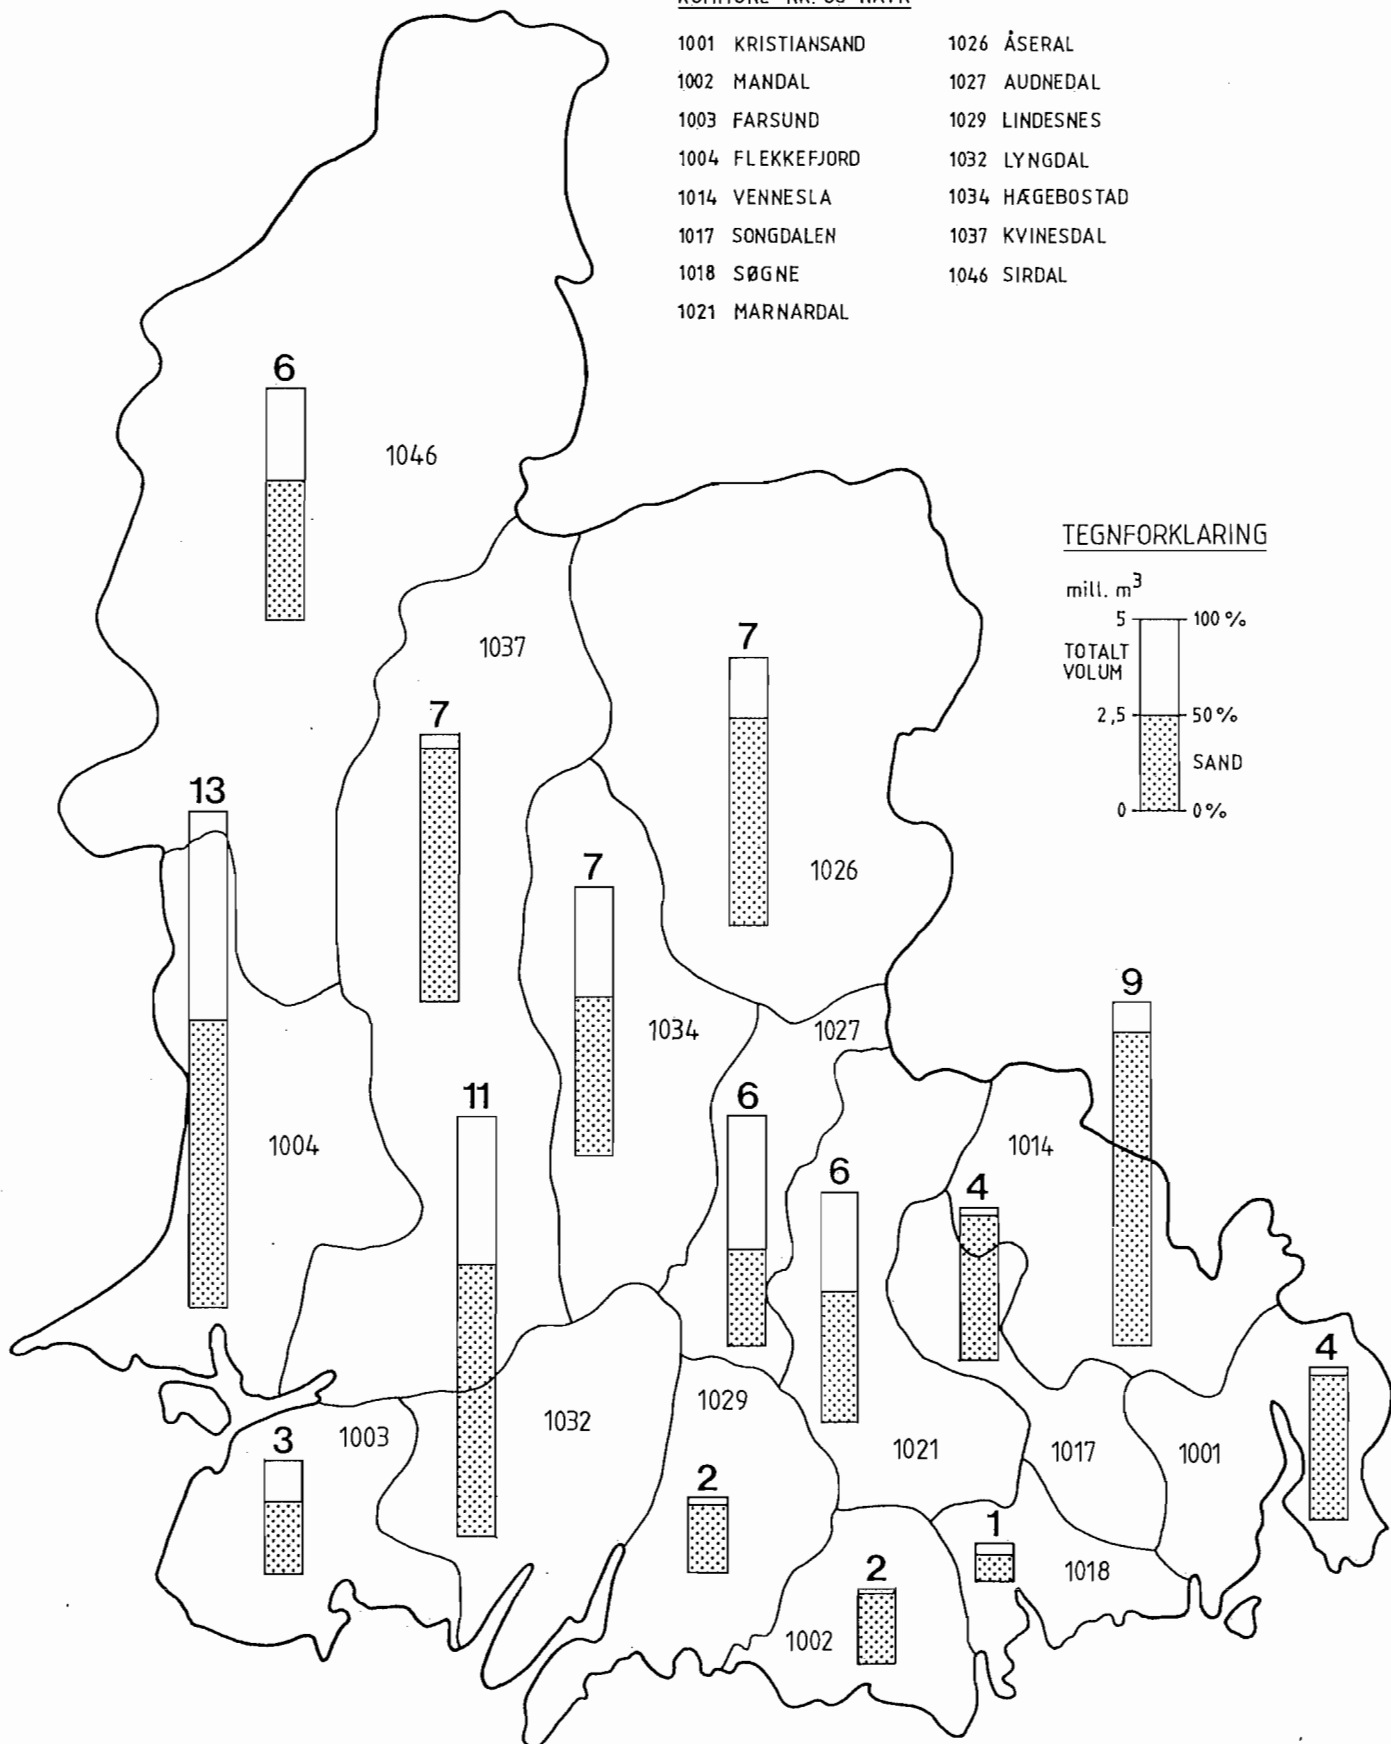 1001 KRISTIANSAND
1002 MANDAL
1003 FARSUND
1004 FLEKKEFJORD
1014 VENNESLA
1017 SONGDALEN
1018 SØGNE
1021 MARNARDAL
1026 ÅSERAL
1027 AUDNEDAL
1029 LINDESNES
1032 LYNGDAL
1034 HÆGEBOSTAD
1037 KVINESDAL
1046 SIRDAL
TEGNFORKLARING
mill. m³
5 100 %
TOTALT
VOLUM
2,5 50 %
SAND
0 0 %
6
1046
1037
7
7
13
7
1026
9
1034
1027
11
6
1004
1014
6
4
4
1029
1032
1003
3
1021
1017
1001
2
1
2
1018
1002